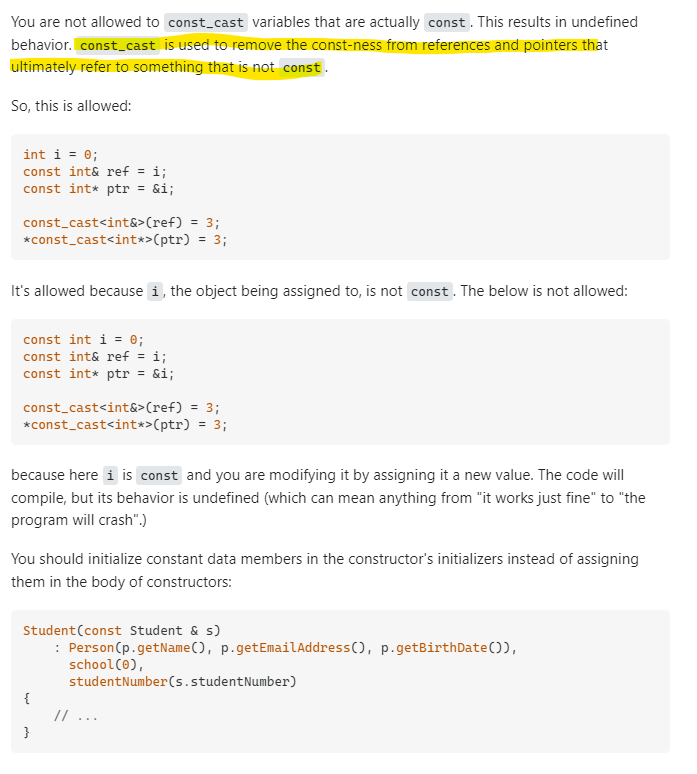 You are not allowed to const_cast variables that are actually const. This results in undefined
behavior. const_cast is used to remove the const-ness from references and pointers that
ultimately refer to something that is not const.
So, this is allowed:
int i = 0;
const int& ref = i;
const int* ptr = &i;
const_cast<int&>(ref) = 3;
*const_cast<int*>(ptr) = 3;
It's allowed because i, the object being assigned to, is not const. The below is not allowed:
const int i = 0;
const int& ref = i;
const int* ptr = &i;
const_cast<int&>(ref) = 3;
*const_cast<int*>(ptr) = 3;
because here i is const and you are modifying it by assigning it a new value. The code will
compile, but its behavior is undefined (which can mean anything from "it works just fine" to "the
program will crash".)
You should initialize constant data members in the constructor's initializers instead of assigning
them in the body of constructors:
Student(const Student & s)
    : Person(p.getName(), p.getEmailAddress(), p.getBirthDate()),
      school(0),
      studentNumber(s.studentNumber)
{
    // ...
}